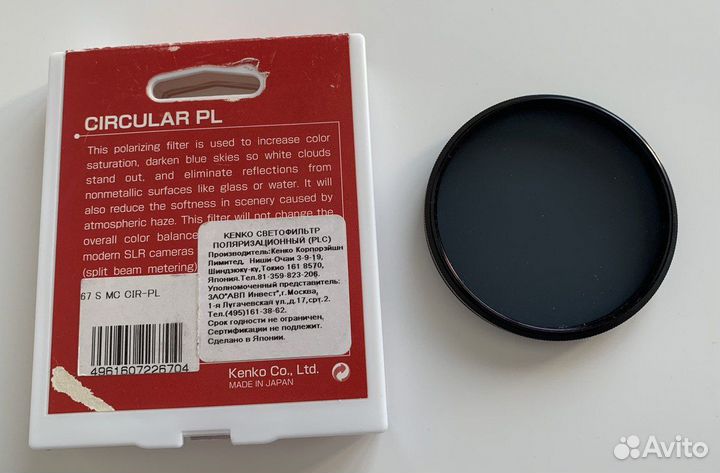 CIRCULAR PL
This polarizing filter is used to increase color
saturation, darken blue skies so white clouds
stand out, and eliminate reflections from
nonmetallic surfaces like glass or water. It will
also reduce the softness in scenery caused by
atmospheric haze. This filter will not change the
overall color balance
modern SLR cameras
(split beam metering)
67 S MC CIR-PL
4961607226704
KENKO СВЕТОФИЛЬТР
ПОЛЯРИЗАЦИОННЫЙ (PLC)
Производитель:Кенко Корпорэйшн
Лимитед, Ниши-Очаи 3-9-19,
Шиндзюку-ку,Токио 161 8570,
Япония.Тел.81-359-823-206.
Уполномоченный представитель:
ЗАО"АВП Инвест",г.Москва,
1-я Пугачевская ул.,д.17,стр.2.
Тел.(495)161-38-62.
Срок годности не ограничен,
Сертификации не подлежит.
Сделано в Японии.
Kenko Co., Ltd.
MADE IN JAPAN
Avito